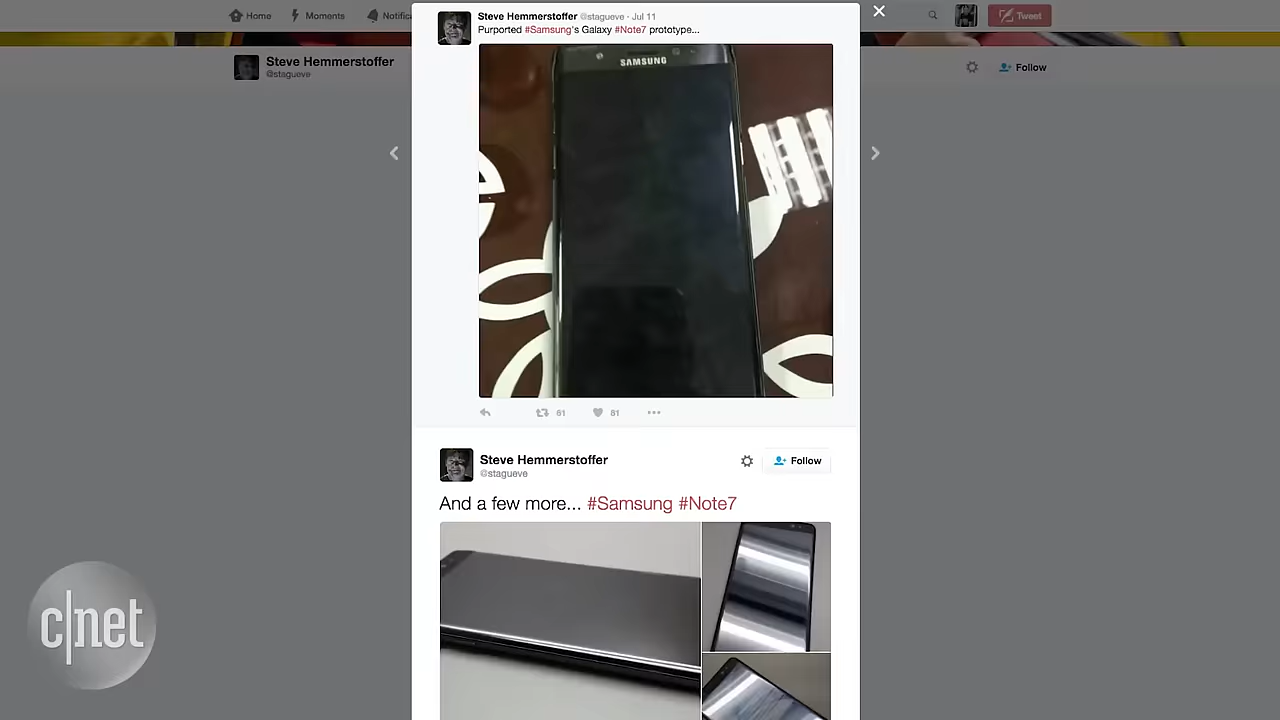 Home
Moments
Tweet
Steve Hemmerstoffer
@stagueve
Follow
Steve Hemmerstoffer @stagueve · Jul 11
Purported #Samsung's Galaxy #Note7 prototype...
SAMSUNG
61
81
Steve Hemmerstoffer
@stagueve
Follow
And a few more... #Samsung #Note7
c|net